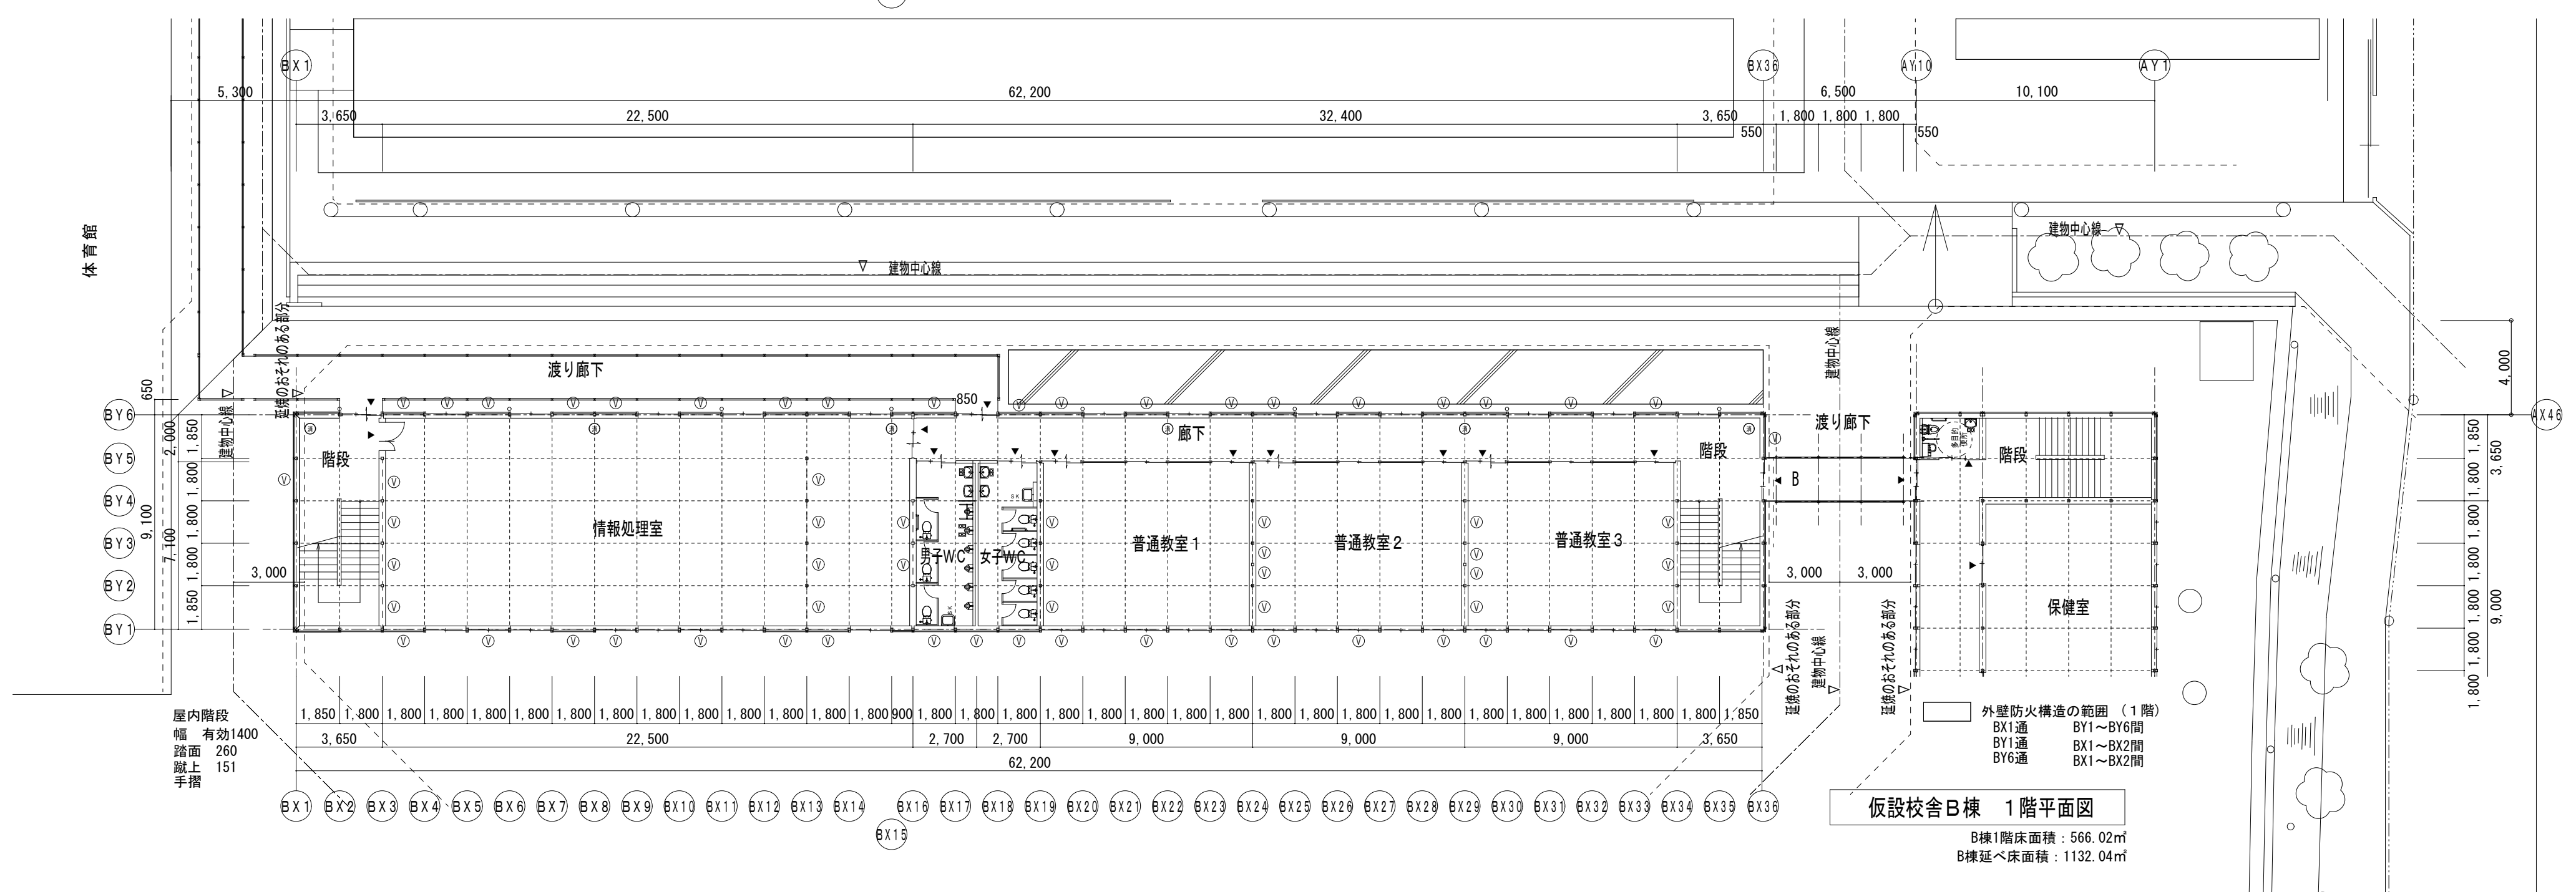 BX1 BX36 AY10 AY1
5,300 62,200 6,500 10,100
3,650 22,500 32,400 3,650 1,800 1,800 1,800
550 550
体育館
建物中心線
建物中心線
延焼のおそれのある部分
建物中心線
建物中心線
渡り廊下
850
650
4,000
BY6
BY5
BY4
BY3
BY2
BY1
9,100
2,000
7,100
1,850
1,800
1,800
1,800
1,850
3,000
AX46
階段
情報処理室
男子WC
女子WC
SK
SK
廊下
普通教室1
普通教室2
普通教室3
階段
渡り廊下
B
多目的
便所
階段
保健室
3,000 3,000
1,850
1,800
1,800
1,800
1,800
1,800
3,650
9,000
延焼のおそれのある部分
建物中心線
延焼のおそれのある部分
屋内階段
幅 有効1400
踏面 260
蹴上 151
手摺
1,850 1,800 1,800 1,800 1,800 1,800 1,800 1,800 1,800 1,800 1,800 1,800 1,800 1,800 900 1,800 1,800 1,800 1,800 1,800 1,800 1,800 1,800 1,800 1,800 1,800 1,800 1,800 1,800 1,800 1,800 1,800 1,800 1,850
3,650 22,500 2,700 2,700 9,000 9,000 9,000 3,650
62,200
BX1 BX2 BX3 BX4 BX5 BX6 BX7 BX8 BX9 BX10 BX11 BX12 BX13 BX14 BX16 BX17 BX18 BX19 BX20 BX21 BX22 BX23 BX24 BX25 BX26 BX27 BX28 BX29 BX30 BX31 BX32 BX33 BX34 BX35 BX36
BX15
外壁防火構造の範囲 (1階)
BX1通 BY1~BY6間
BY1通 BX1~BX2間
BY6通 BX1~BX2間
仮設校舎B棟 1階平面図
B棟1階床面積:566.02㎡
B棟延べ床面積:1132.04㎡